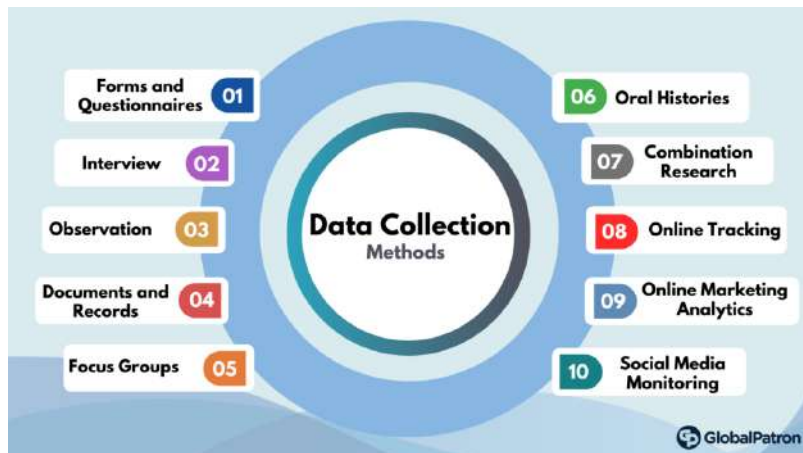 Forms and
Questionnaires
01
Interview
02
Observation
03
Documents and
Records
04
Focus Groups
05
Data Collection
Methods
06
Oral Histories
07
Combination
Research
08
Online Tracking
09
Online Marketing
Analytics
10
Social Media
Monitoring
GlobalPatron